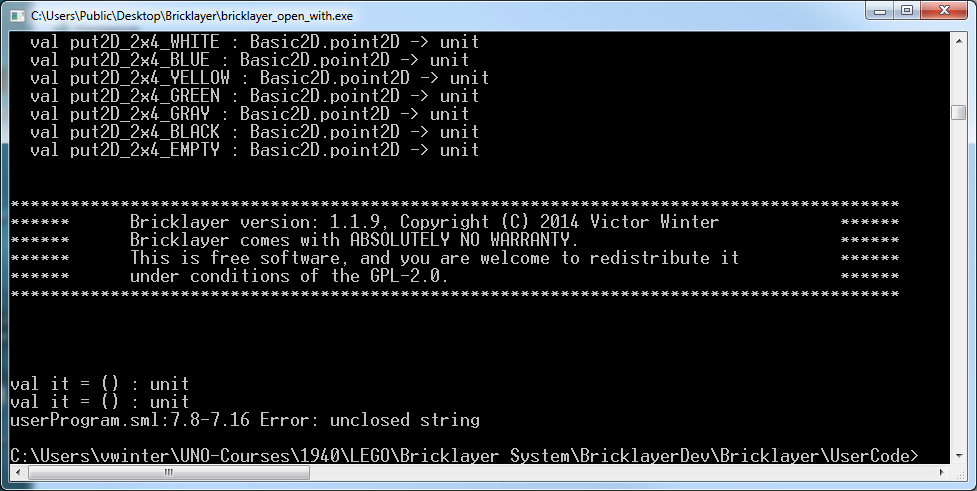 C:\Users\Public\Desktop\Bricklayer\bricklayer_open_with.exe
val put2D_2x4_WHITE : Basic2D.point2D -> unit
val put2D_2x4_BLUE : Basic2D.point2D -> unit
val put2D_2x4_YELLOW : Basic2D.point2D -> unit
val put2D_2x4_GREEN : Basic2D.point2D -> unit
val put2D_2x4_GRAY : Basic2D.point2D -> unit
val put2D_2x4_BLACK : Basic2D.point2D -> unit
val put2D_2x4_EMPTY : Basic2D.point2D -> unit
*****************************************************************************************
****** Bricklayer version: 1.1.9, Copyright (C) 2014 Victor Winter ******
****** Bricklayer comes with ABSOLUTELY NO WARRANTY. ******
****** This is free software, and you are welcome to redistribute it ******
****** under conditions of the GPL-2.0. ******
*****************************************************************************************
val it = () : unit
val it = () : unit
userProgram.sml:7.8-7.16 Error: unclosed string
C:\Users\vwinter\UNO-Courses\1940\LEGO\Bricklayer System\BricklayerDev\Bricklayer\UserCode>